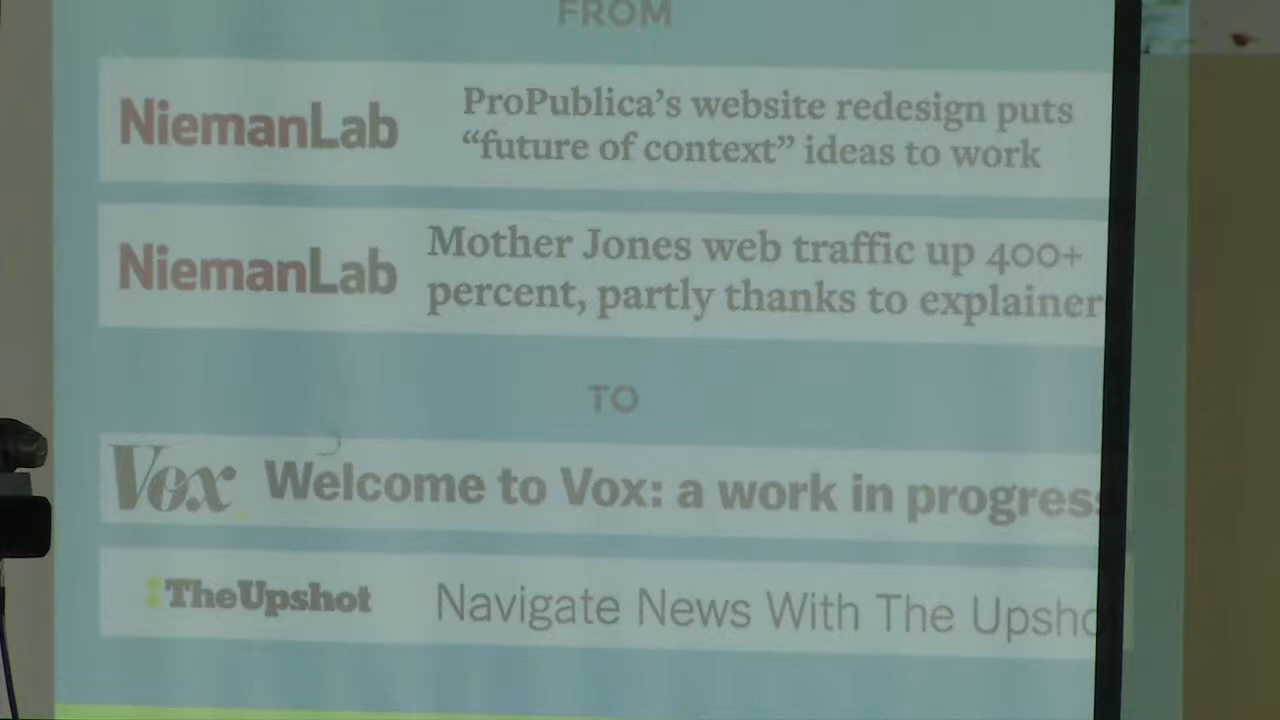 FROM
NiemanLab
ProPublica's website redesign puts
“future of context” ideas to work
NiemanLab
Mother Jones web traffic up 400+
percent, partly thanks to explainer
TO
Vox
Welcome to Vox: a work in progress
TheUpshot
Navigate News With The Upsho